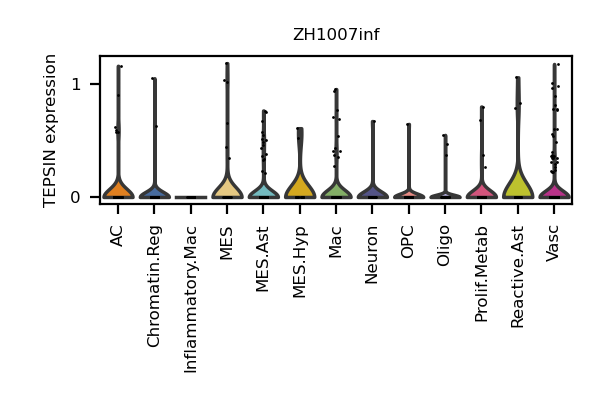 ZH1007inf
TEPSIN expression
1
0
AC
Chromatin.Reg
Inflammatory.Mac
MES
MES.Ast
MES.Hyp
Mac
Neuron
OPC
Oligo
Prolif.Metab
Reactive.Ast
Vasc